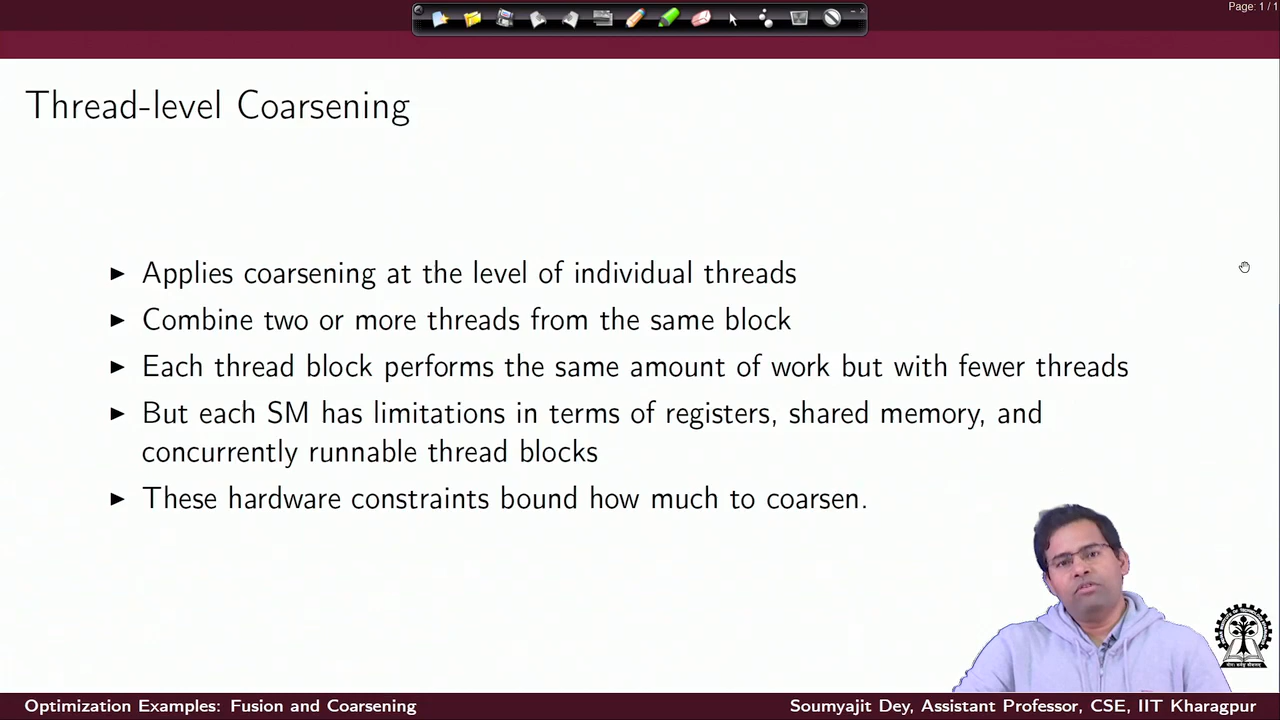 Page: 1 / 1
Thread-level Coarsening
▶ Applies coarsening at the level of individual threads
▶ Combine two or more threads from the same block
▶ Each thread block performs the same amount of work but with fewer threads
▶ But each SM has limitations in terms of registers, shared memory, and
concurrently runnable thread blocks
▶ These hardware constraints bound how much to coarsen.
Optimization Examples: Fusion and Coarsening
Soumyajit Dey, Assistant Professor, CSE, IIT Kharagpur